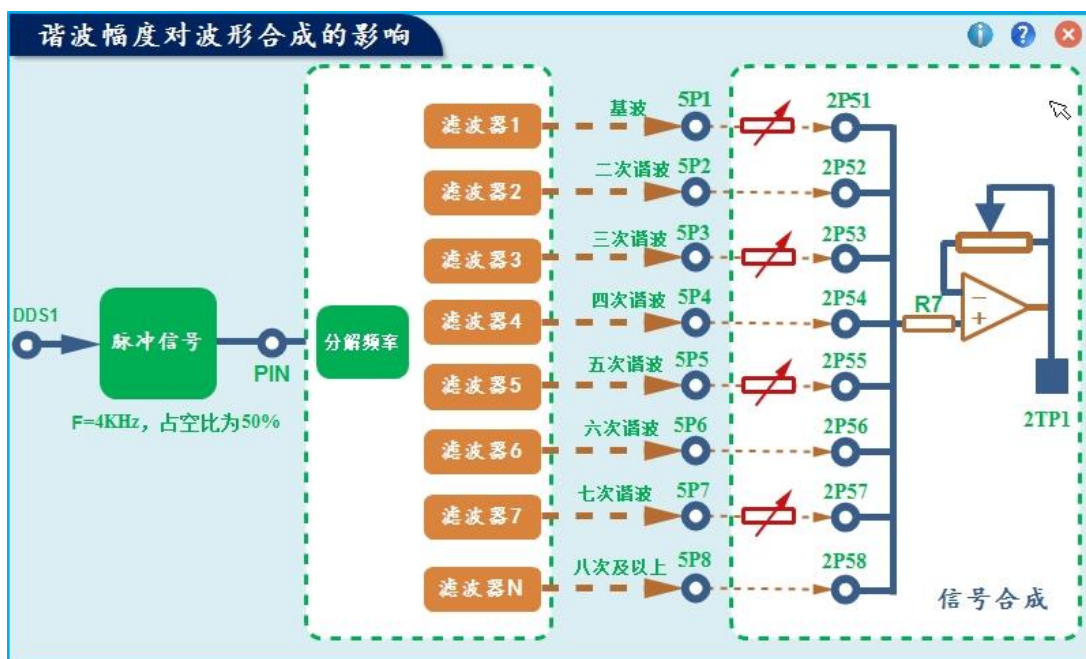 谐波幅度对波形合成的影响
i
?
滤波器1
基波
5P1
2P51
滤波器2
二次谐波
5P2
2P52
滤波器3
三次谐波
5P3
2P53
滤波器4
四次谐波
5P4
2P54
R7
DDS1
脉冲信号
PIN
分解频率
F=4KHz，占空比为50%
滤波器5
五次谐波
5P5
2P55
2TP1
滤波器6
六次谐波
5P6
2P56
滤波器7
七次谐波
5P7
2P57
滤波器N
八次及以上
5P8
2P58
信号合成